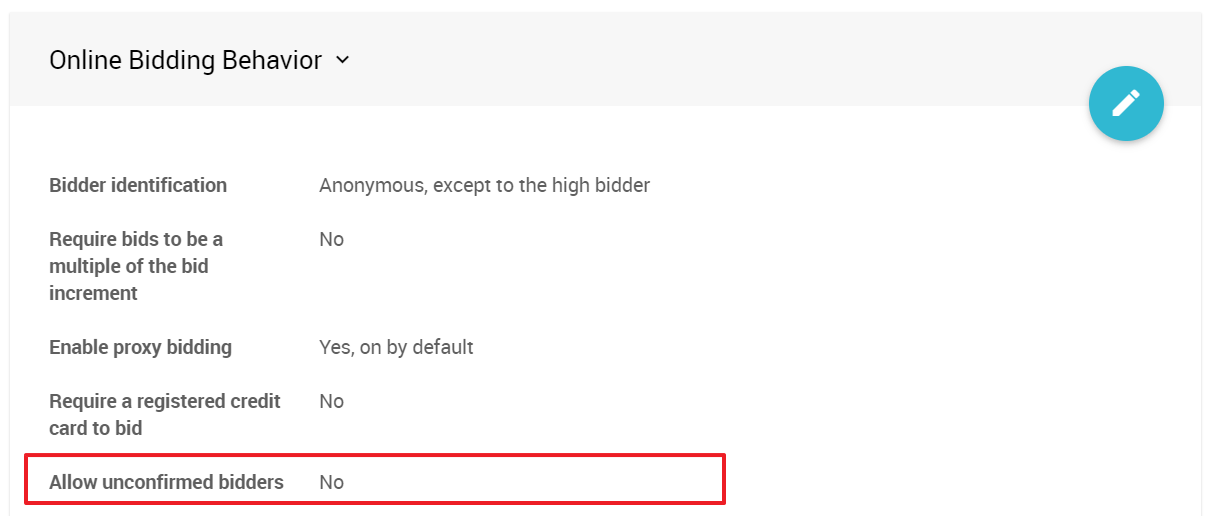 Online Bidding Behavior
Bidder identification Anonymous, except to the high bidder
Require bids to be a No
multiple of the bid
increment
Enable proxy bidding Yes, on by default
Require a registered credit No
card to bid
Allow unconfirmed bidders No